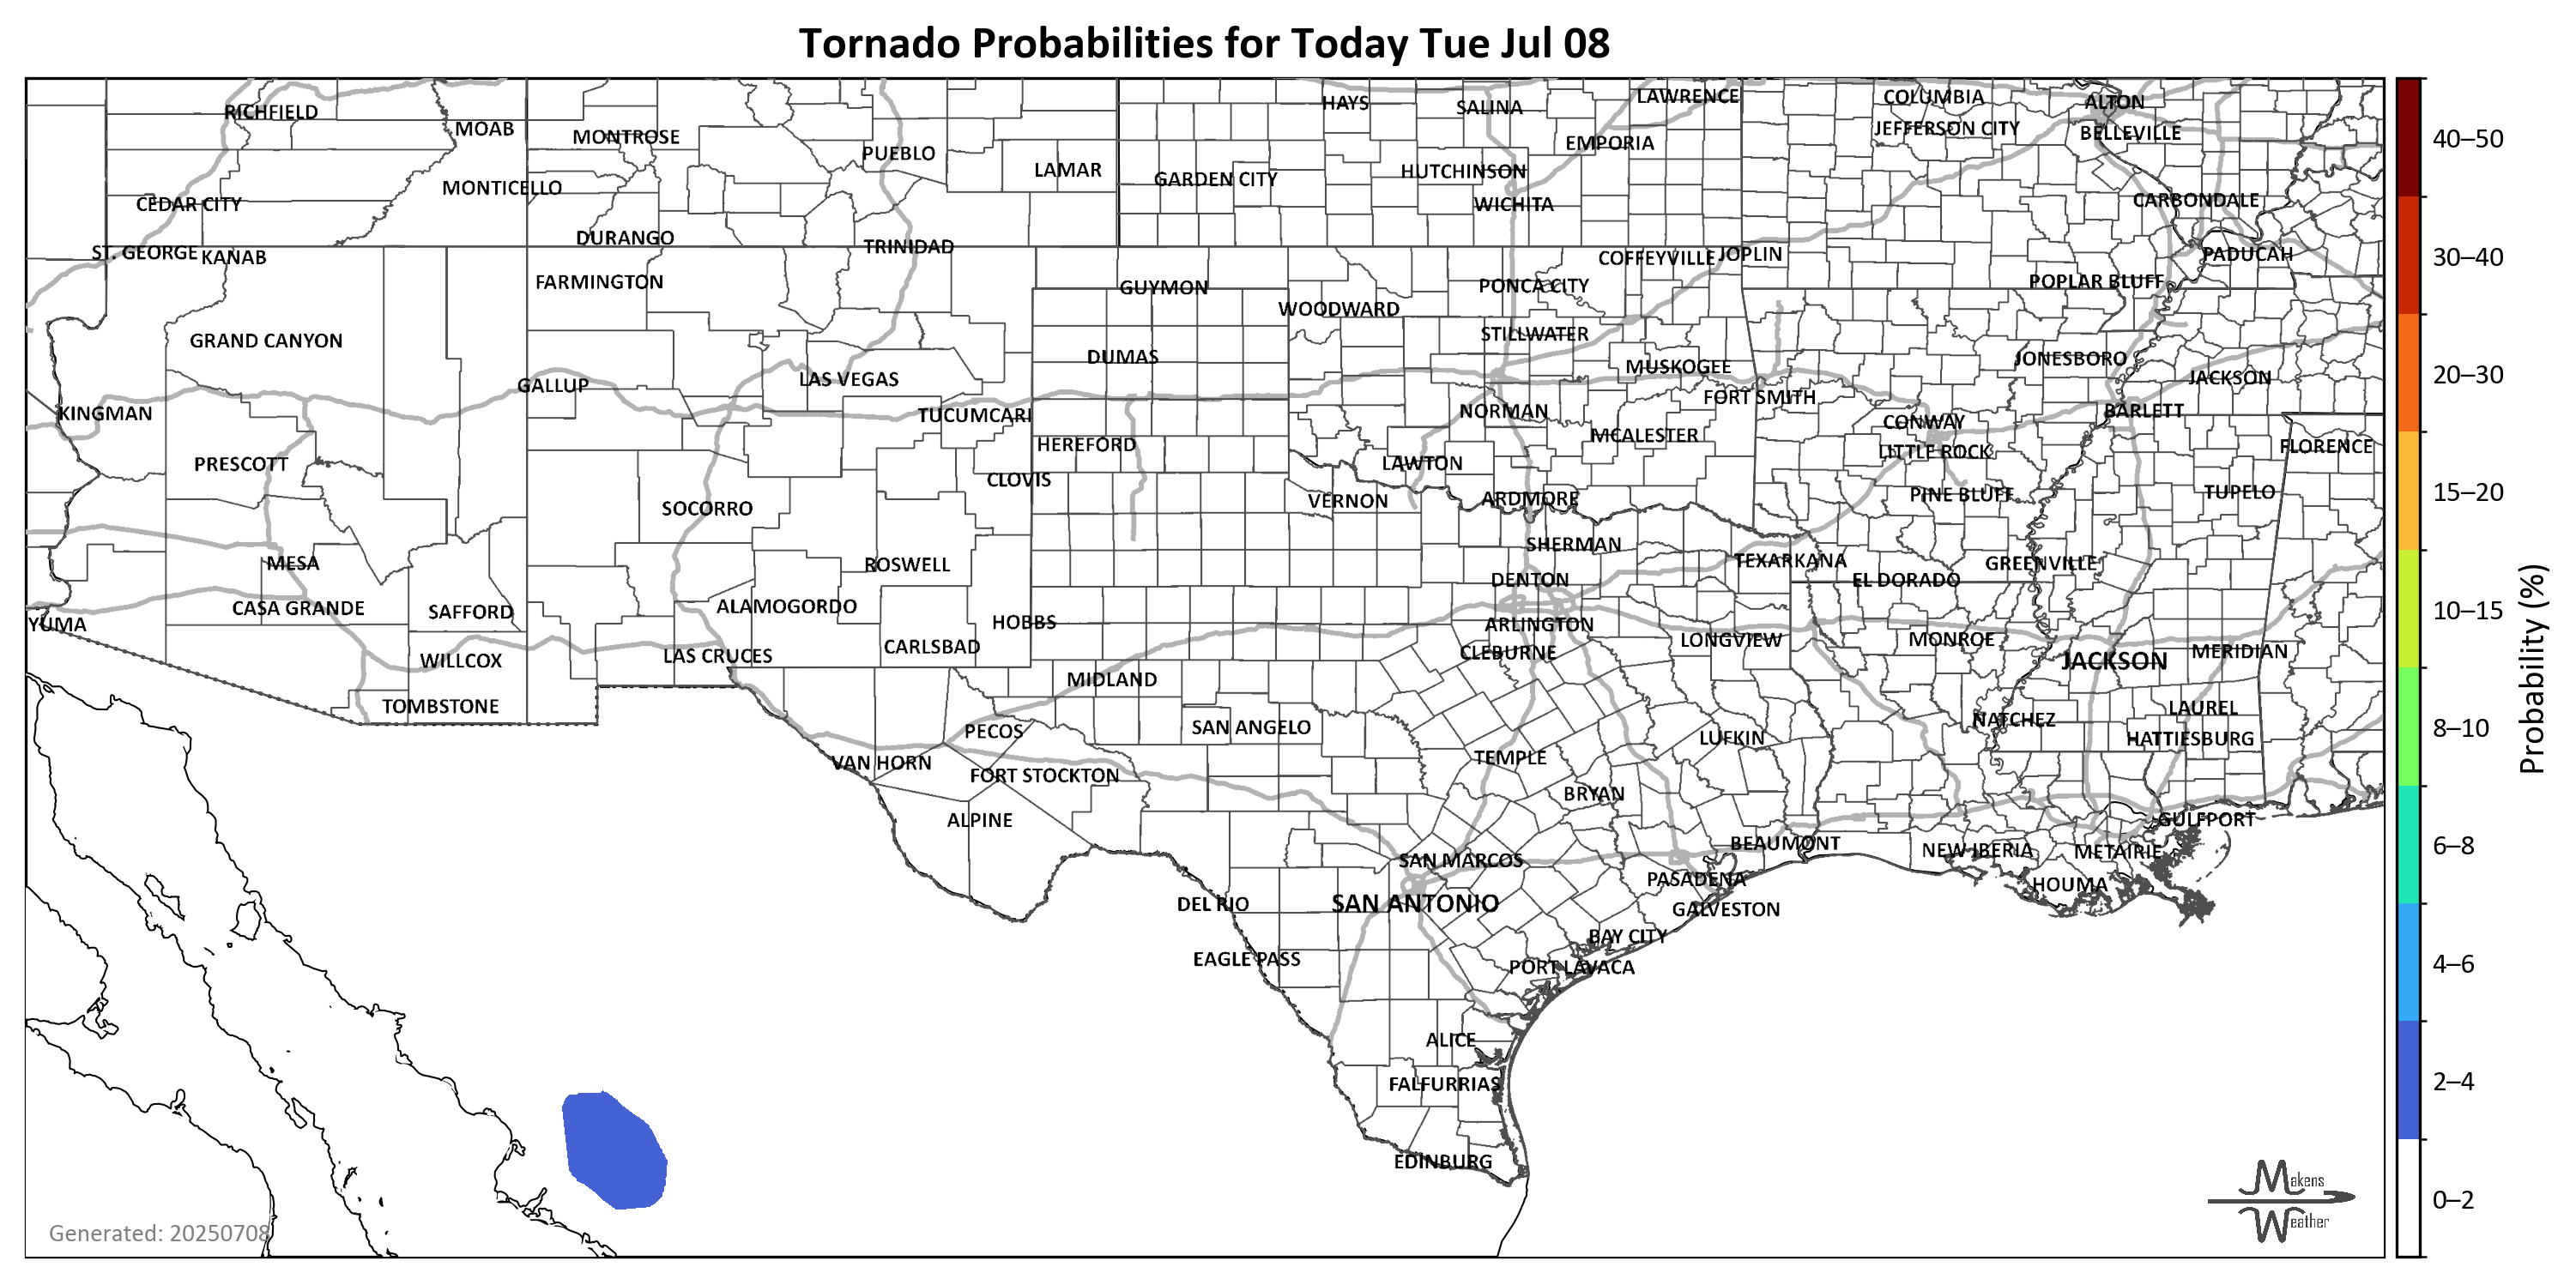 Tornado Probabilities for Today Tue Jul 08
RICHFIELD
MOAB
MONTROSE
PUEBLO
LAMAR
HAYS
SALINA
LAWRENCE
EMPORIA
COLUMBIA
JEFFERSON CITY
ALTON
BELLEVILLE
CEDAR CITY
MONTICELLO
GARDEN CITY
HUTCHINSON
WICHITA
CARBONDALE
ST. GEORGE
KANAB
DURANGO
TRINIDAD
COFFEYVILLE
JOPLIN
PADUCAH
FARMINGTON
GUYMON
WOODWARD
PONCA CITY
POPLAR BLUFF
GRAND CANYON
DUMAS
STILLWATER
MUSKOGEE
JONESBORO
JACKSON
KINGMAN
GALLUP
LAS VEGAS
TUCUMCARI
NORMAN
FORT SMITH
CONWAY
BARLETT
PRESCOTT
HEREFORD
CLOVIS
LAWTON
MCALESTER
LITTLE ROCK
FLORENCE
SOCORRO
VERNON
ARDMORE
PINE BLUFF
TUPELO
MESA
ROSWELL
SHERMAN
TEXARKANA
GREENVILLE
DENTON
EL DORADO
YUMA
CASA GRANDE
SAFFORD
ALAMOGORDO
HOBBS
ARLINGTON
CARLSBAD
CLEBURNE
LONGVIEW
MONROE
JACKSON
MERIDIAN
WILLCOX
LAS CRUCES
MIDLAND
TOMBSTONE
PECOS
SAN ANGELO
LUFKIN
NATCHEZ
LAUREL
HATTIESBURG
VAN HORN
FORT STOCKTON
TEMPLE
BRYAN
ALPINE
SAN MARCOS
BEAUMONT
NEW IBERIA
METAIRIE
GULFPORT
DEL RIO
SAN ANTONIO
PASADENA
GALVESTON
HOUMA
EAGLE PASS
BAY CITY
PORT LAVACA
ALICE
FALFURRIAS
EDINBURG
Generated: 20250708
Makens
Weather
40–50
30–40
20–30
15–20
10–15
8–10
6–8
4–6
2–4
0–2
Probability (%)